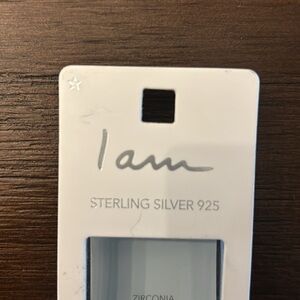 I am
STERLING SILVER 925
ZIRCONIA